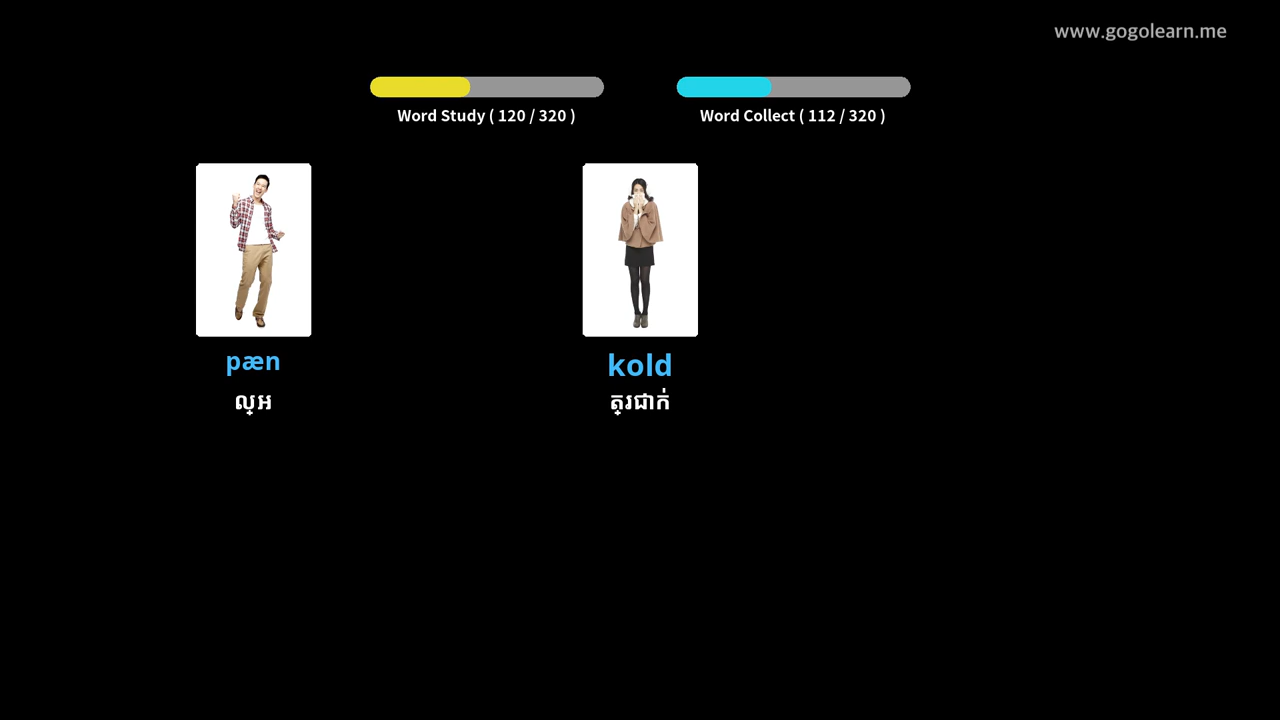 www.gogolearn.me
Word Study ( 120 / 320 )
Word Collect ( 112 / 320 )
pæn
kold
ល្អ
ត្រជាក់